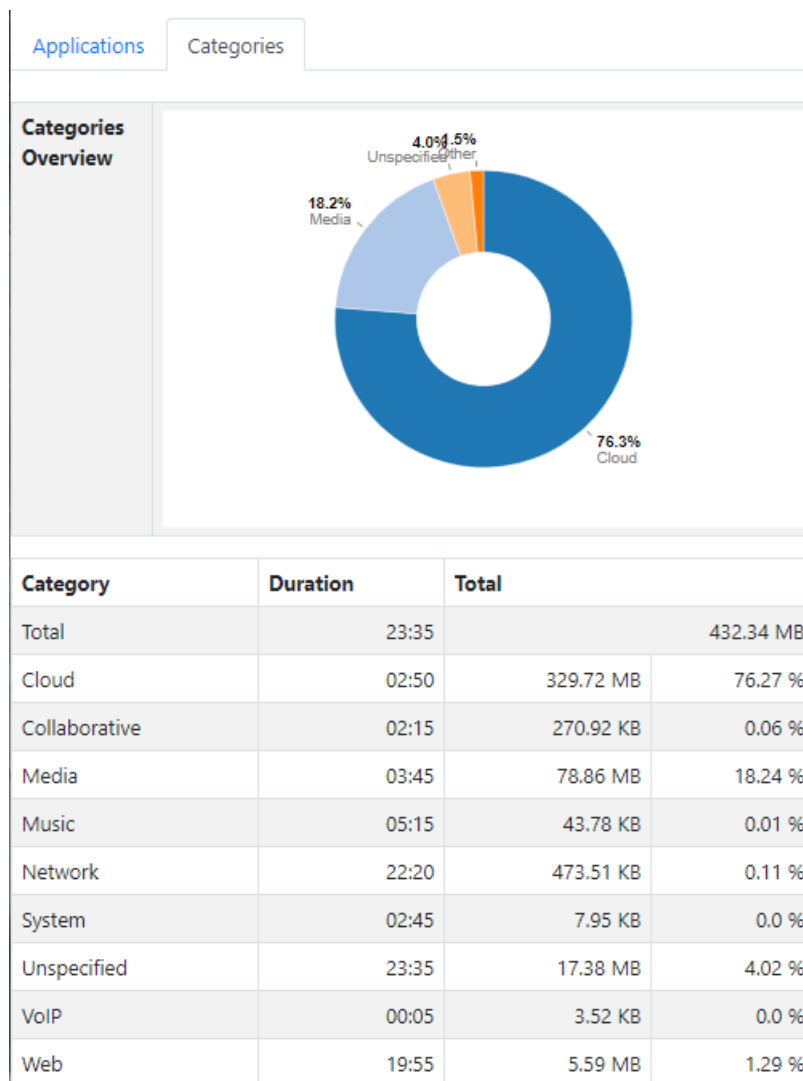 Applications Categories
Categories
Overview
4.0% 1.5%
Unspecified Other
18.2%
Media
76.3%
Cloud
Category Duration Total
Total 23:35 432.34 MB
Cloud 02:50 329.72 MB 76.27 %
Collaborative 02:15 270.92 KB 0.06 %
Media 03:45 78.86 MB 18.24 %
Music 05:15 43.78 KB 0.01 %
Network 22:20 473.51 KB 0.11 %
System 02:45 7.95 KB 0.0 %
Unspecified 23:35 17.38 MB 4.02 %
VoIP 00:05 3.52 KB 0.0 %
Web 19:55 5.59 MB 1.29 %